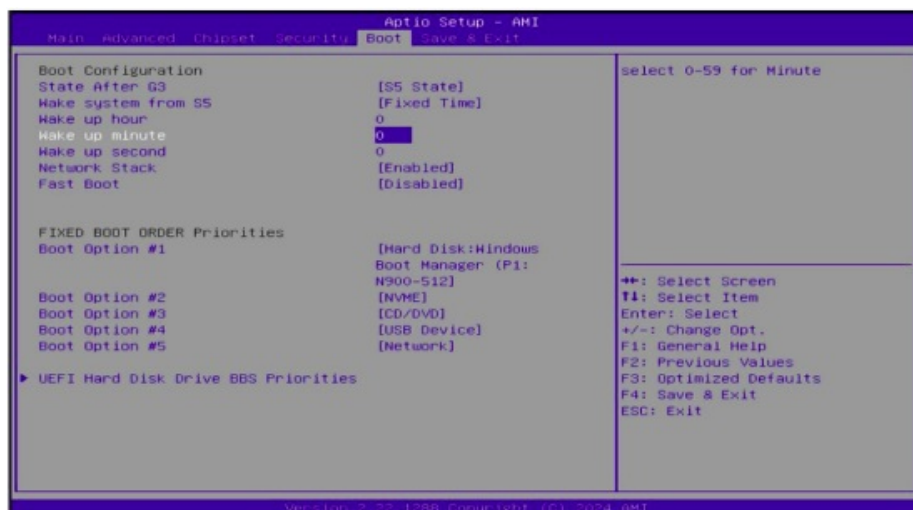 Aptio Setup - AMI
Main Advanced Chipset Security Boot Save & Exit
Boot Configuration
State After G3 [S5 State]
Wake system from S5 [Fixed Time]
Wake up hour 0
Wake up minute 0
Wake up second 0
Network Stack [Enabled]
Fast Boot [Disabled]
FIXED BOOT ORDER Priorities
Boot Option #1 [Hard Disk:Windows
Boot Manager (P1:
N900-512]
Boot Option #2 [NVME]
Boot Option #3 [CD/DVD]
Boot Option #4 [USB Device]
Boot Option #5 [Network]
▶ UEFI Hard Disk Drive BBS Priorities
select 0-59 for Minute
→←: Select Screen
↑↓: Select Item
Enter: Select
+/-: Change Opt.
F1: General Help
F2: Previous Values
F3: Optimized Defaults
F4: Save & Exit
ESC: Exit
Version 2.22.1288 Copyright (C) 2024 AMI